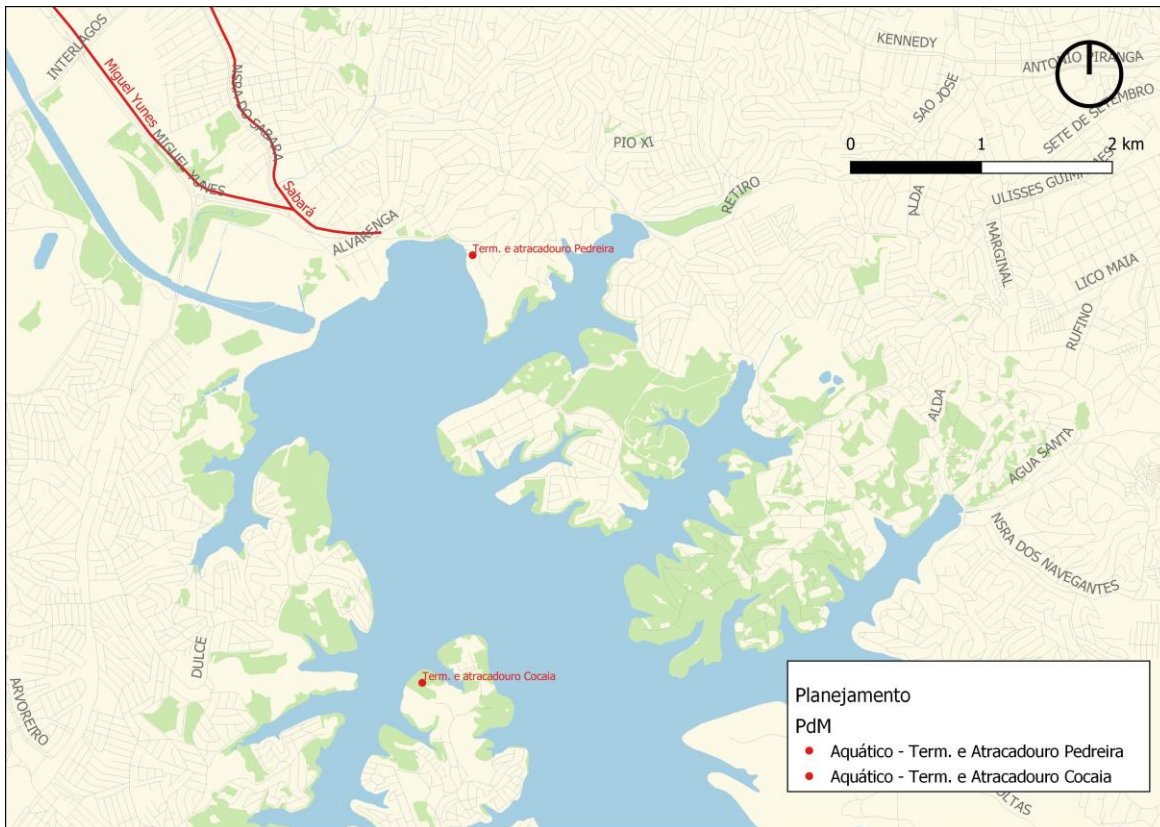 INTERLAGOS
Miguel Yunes
NSRA DO SABARA
MIGUEL YUNES
Sabará
ALVARENGA
KENNEDY
ANTONIO PIRANGA
SAO JOSE
SETE DE SETEMBRO
PIO XI
0 1 2 km
RETIRO
ALDA
MARGINAL
LICO MAIA
RUFINO
Term. e atracadouro Pedreira
ALDA
AGUA SANTA
NSRA DOS NAVEGANTES
DULCE
ARVOREIRO
Term. e atracadouro Cocaia
Planejamento
PdM
Aquático - Term. e Atracadouro Pedreira
Aquático - Term. e Atracadouro Cocaia